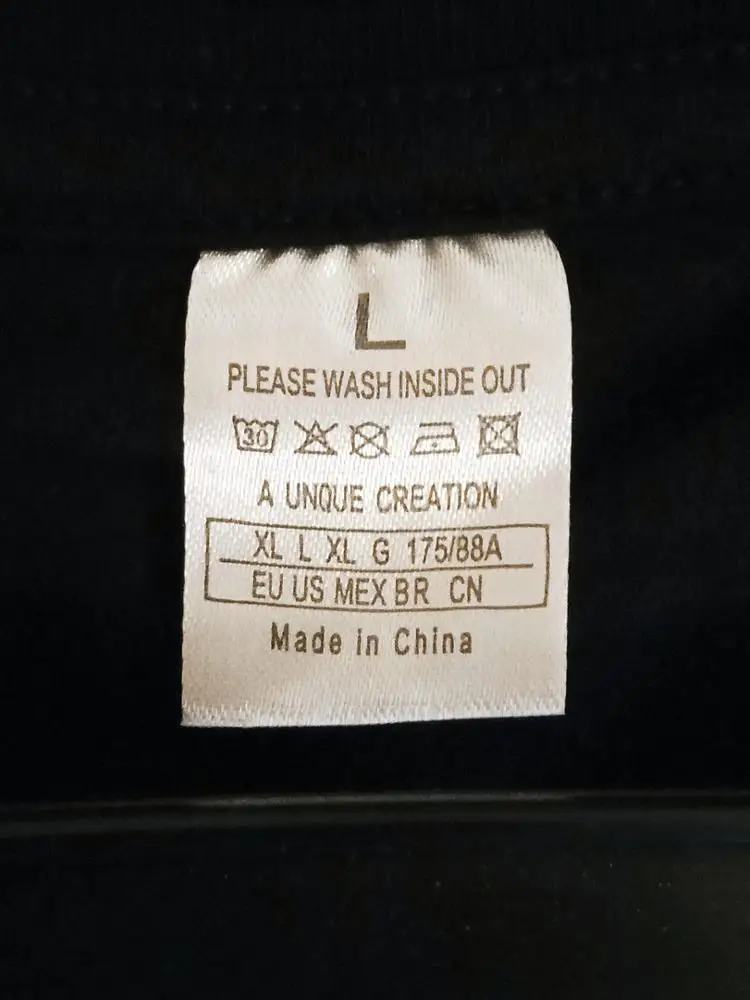 L
PLEASE WASH INSIDE OUT
30
A UNQUE CREATION
XL L XL G 175/88A
EU US MEX BR CN
Made in China